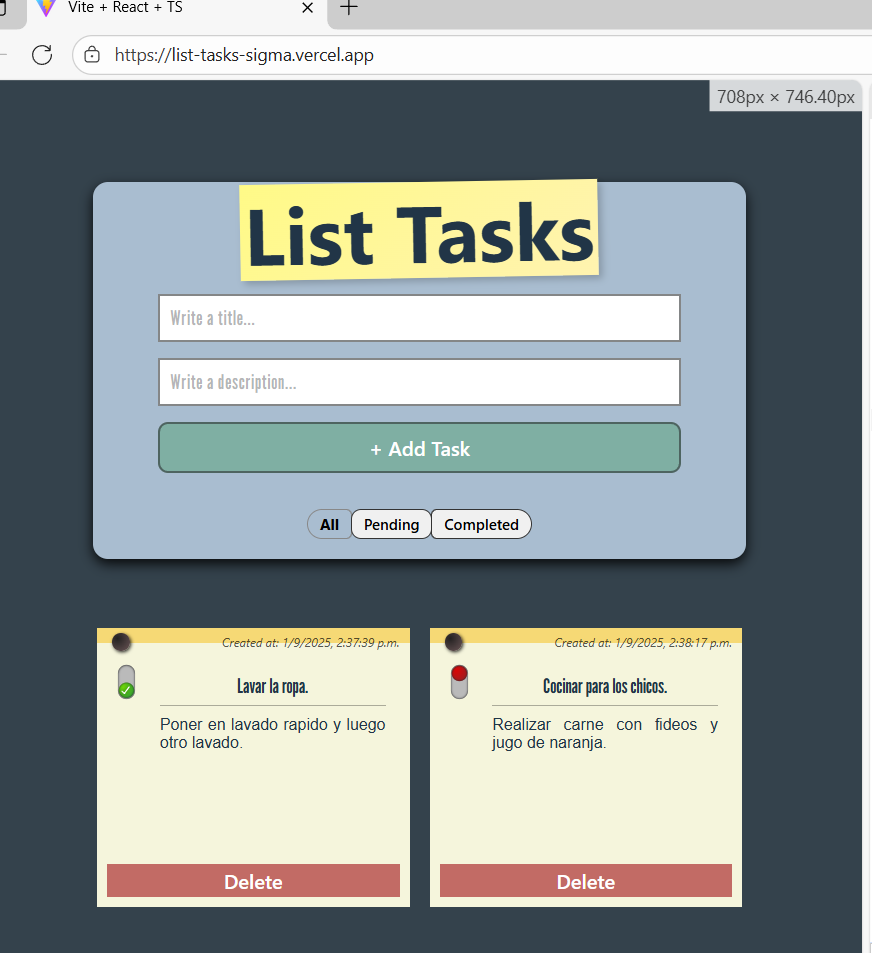 Vite + React + TS
https://list-tasks-sigma.vercel.app
708px × 746.40px
List Tasks
Write a title...
Write a description...
+ Add Task
All Pending Completed
Created at: 1/9/2025, 2:37:39 p.m.
Lavar la ropa.
Poner en lavado rapido y luego
otro lavado.
Delete
Created at: 1/9/2025, 2:38:17 p.m.
Cocinar para los chicos.
Realizar carne con fideos y
jugo de naranja.
Delete